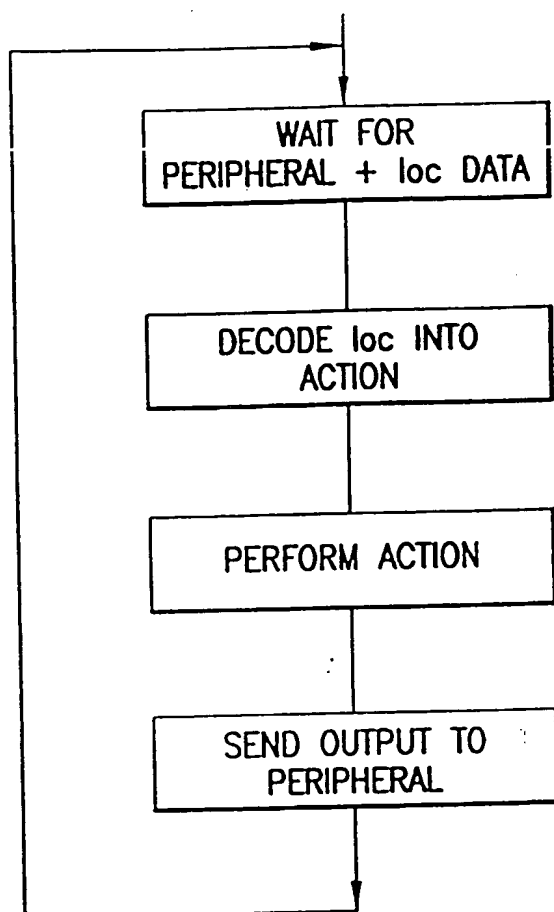 WAIT FOR
PERIPHERAL + loc DATA
DECODE loc INTO
ACTION
PERFORM ACTION
SEND OUTPUT TO
PERIPHERAL